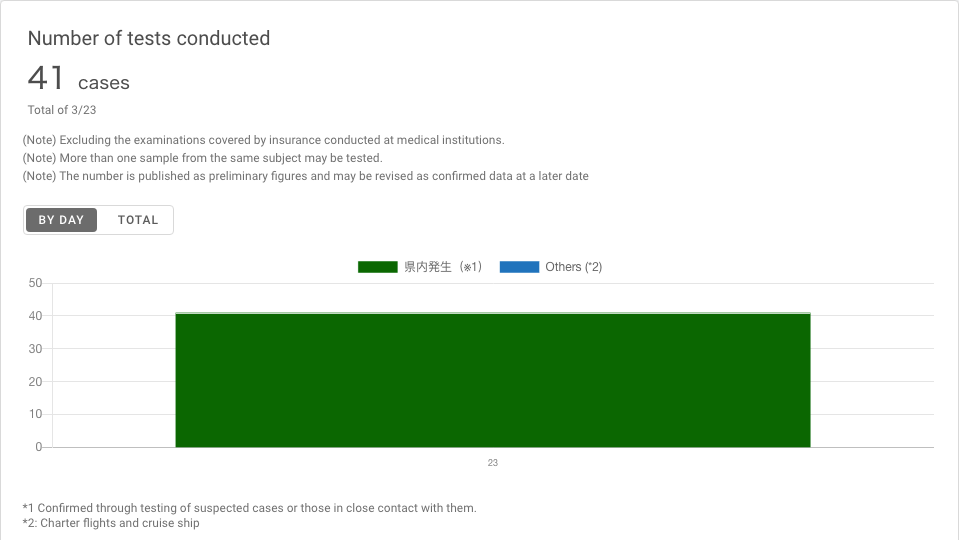 Number of tests conducted
41 cases
Total of 3/23
(Note) Excluding the examinations covered by insurance conducted at medical institutions.
(Note) More than one sample from the same subject may be tested.
(Note) The number is published as preliminary figures and may be revised as confirmed data at a later date
BY DAY TOTAL
県内発生（※1） Others (*2)
50
40
30
20
10
0
23
*1 Confirmed through testing of suspected cases or those in close contact with them.
*2: Charter flights and cruise ship